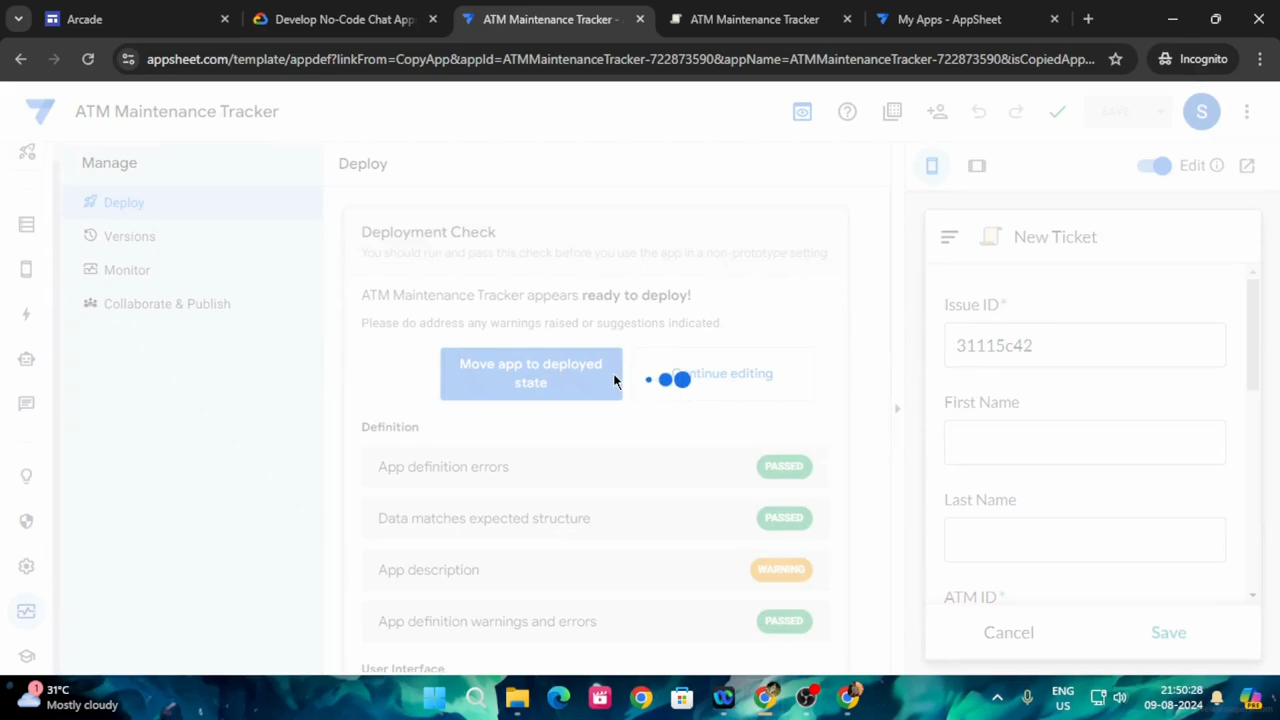 Arcade
Develop No-Code Chat App
ATM Maintenance Tracker -
ATM Maintenance Tracker
My Apps - AppSheet
appsheet.com/template/appdef?linkFrom=CopyApp&appId=ATMMaintenanceTracker-722873590&appName=ATMMaintenanceTracker-722873590&isCopiedApp...
Incognito
ATM Maintenance Tracker
SAVE
S
Manage
Deploy
Versions
Monitor
Collaborate & Publish
Deploy
Deployment Check
You should run and pass this check before you use the app in a non-prototype setting
ATM Maintenance Tracker appears ready to deploy!
Please do address any warnings raised or suggestions indicated.
Move app to deployed
state
Continue editing
Definition
App definition errors
PASSED
Data matches expected structure
PASSED
App description
WARNING
App definition warnings and errors
PASSED
User Interface
Edit
New Ticket
Issue ID*
31115c42
First Name
Last Name
ATM ID*
Cancel
Save
1
31°C
Mostly cloudy
ENG
US
21:50:28
09-08-2024
PRE